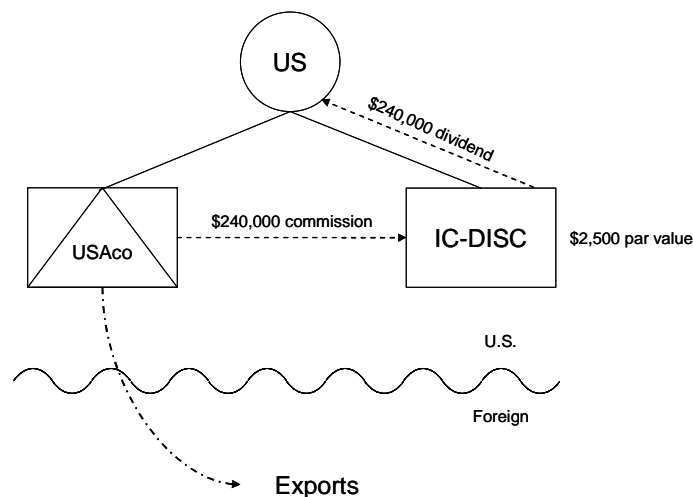 US
$240,000 dividend
$240,000 commission
USAco
IC-DISC
$2,500 par value
U.S.
Foreign
Exports